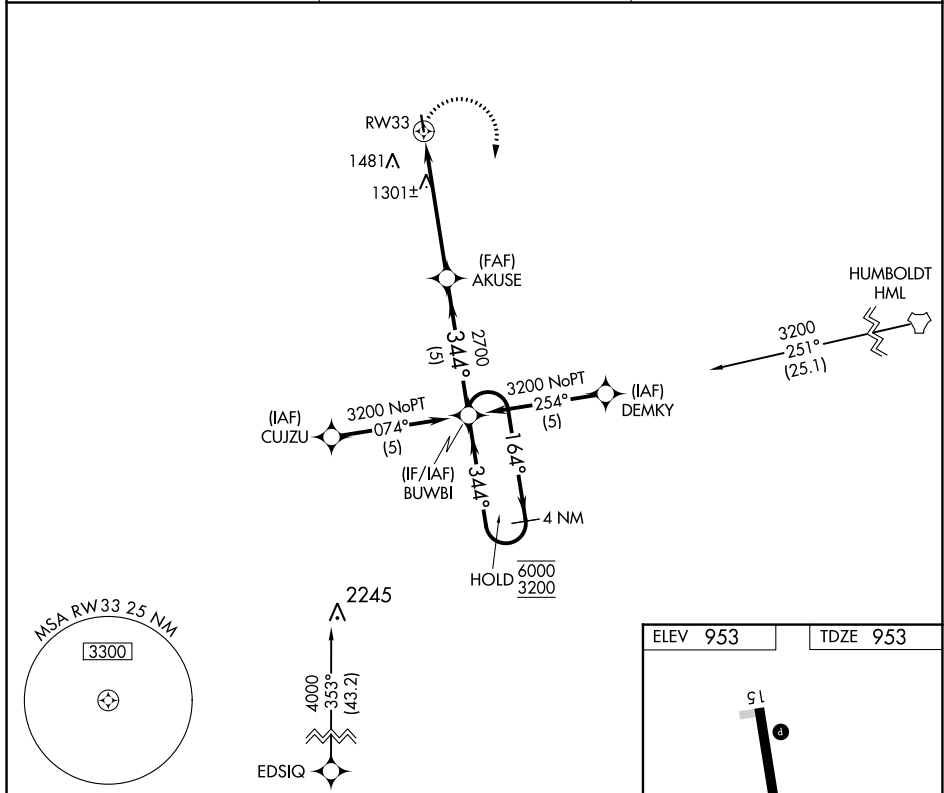 RW33
1481
1301±
(FAF)
AKUSE
HUMBOLDT
HML
3200
251°
(25.1)
2700
344°
(5)
3200 NoPT
254°
(5)
(IAF)
DEMKY
(IAF)
CUJZU
3200 NoPT
074°
(5)
(IF/IAF)
BUWBI
344°
164°
4 NM
HOLD
6000
3200
MSA RW33 25 NM
3300
2245
4000
353°
(43.2)
EDSIQ
ELEV 953
TDZE 953
15
P